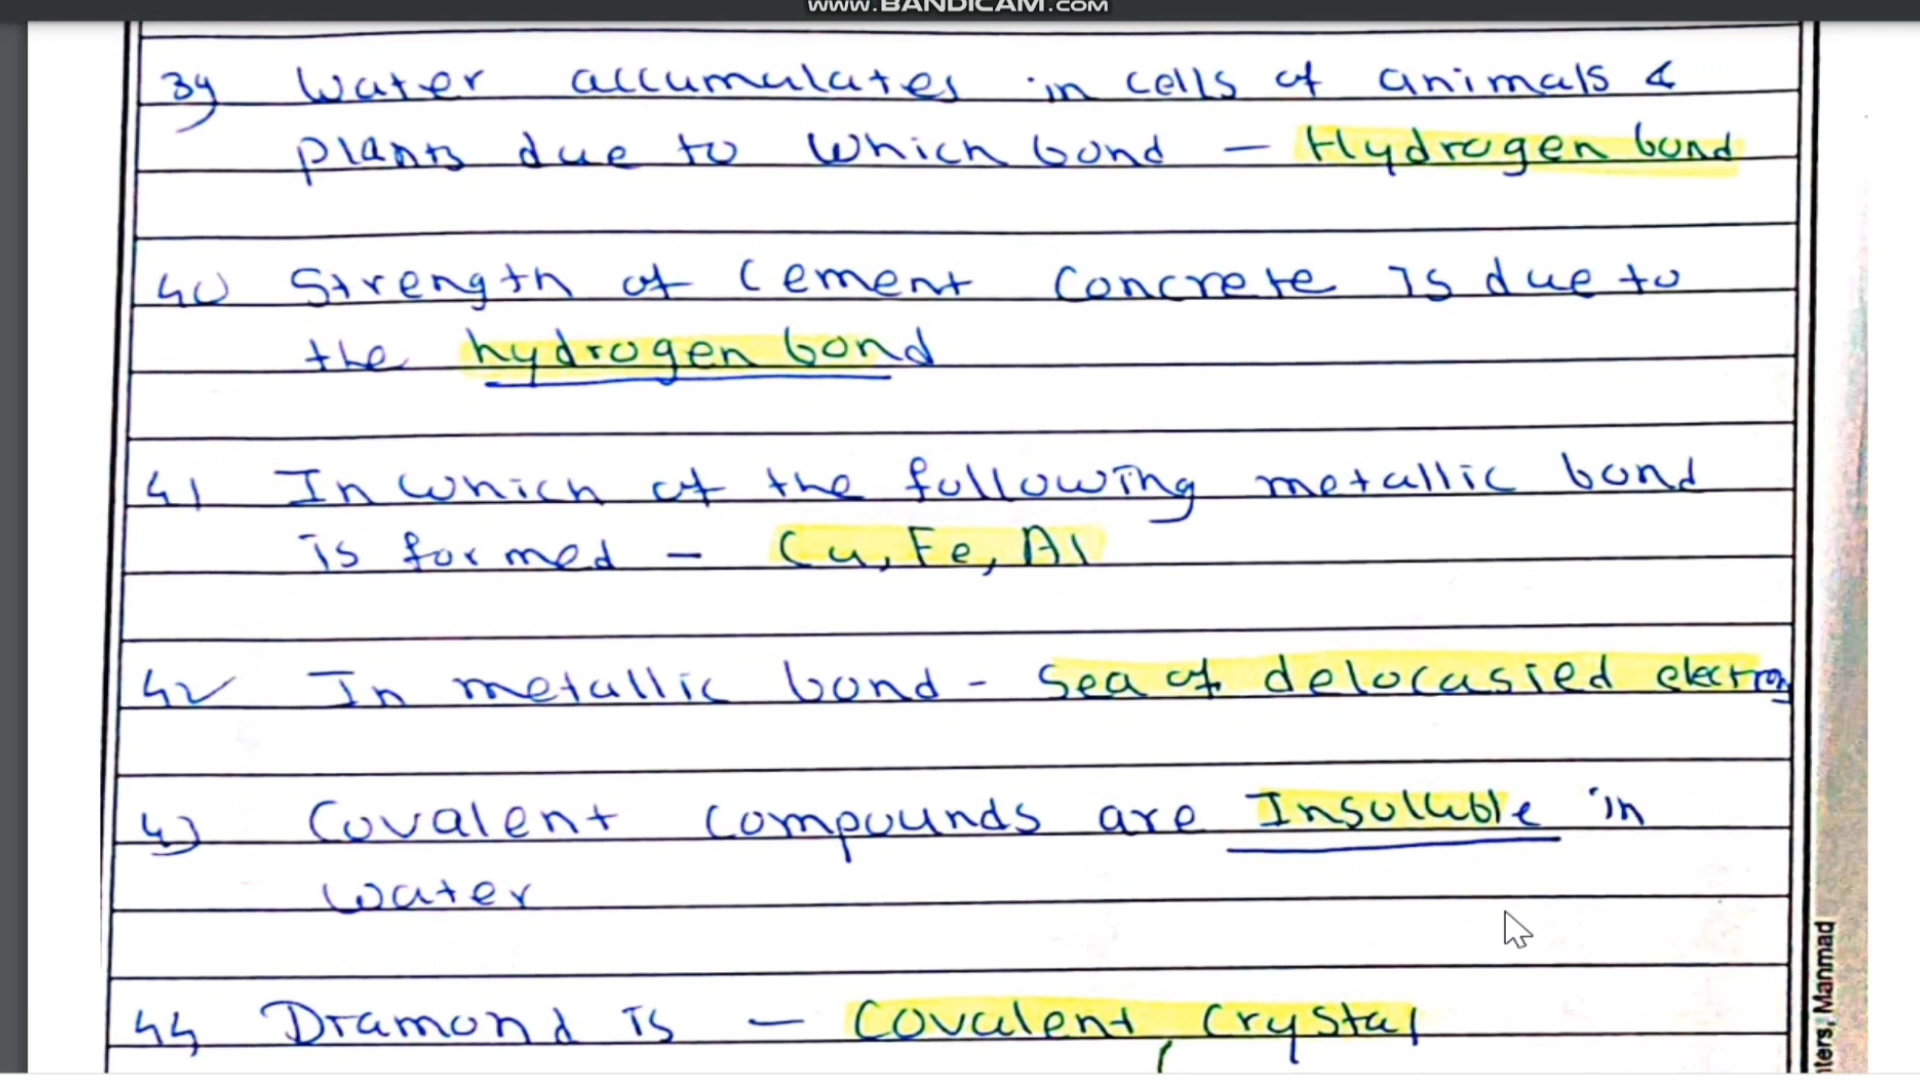 www.BANDICAM.com
39 Water accumulates in cells of animals &
plants due to which bond - Hydrogen bond
40 Strength of Cement Concrete is due to
the hydrogen bond
41 In which of the following metallic bond
is formed - Cu, Fe, Al
42 In metallic bond - Sea of delocasied electrons
43 Covalent compounds are Insoluble in
water
44 Diamond is - Covalent Crystal
ters, Manmad